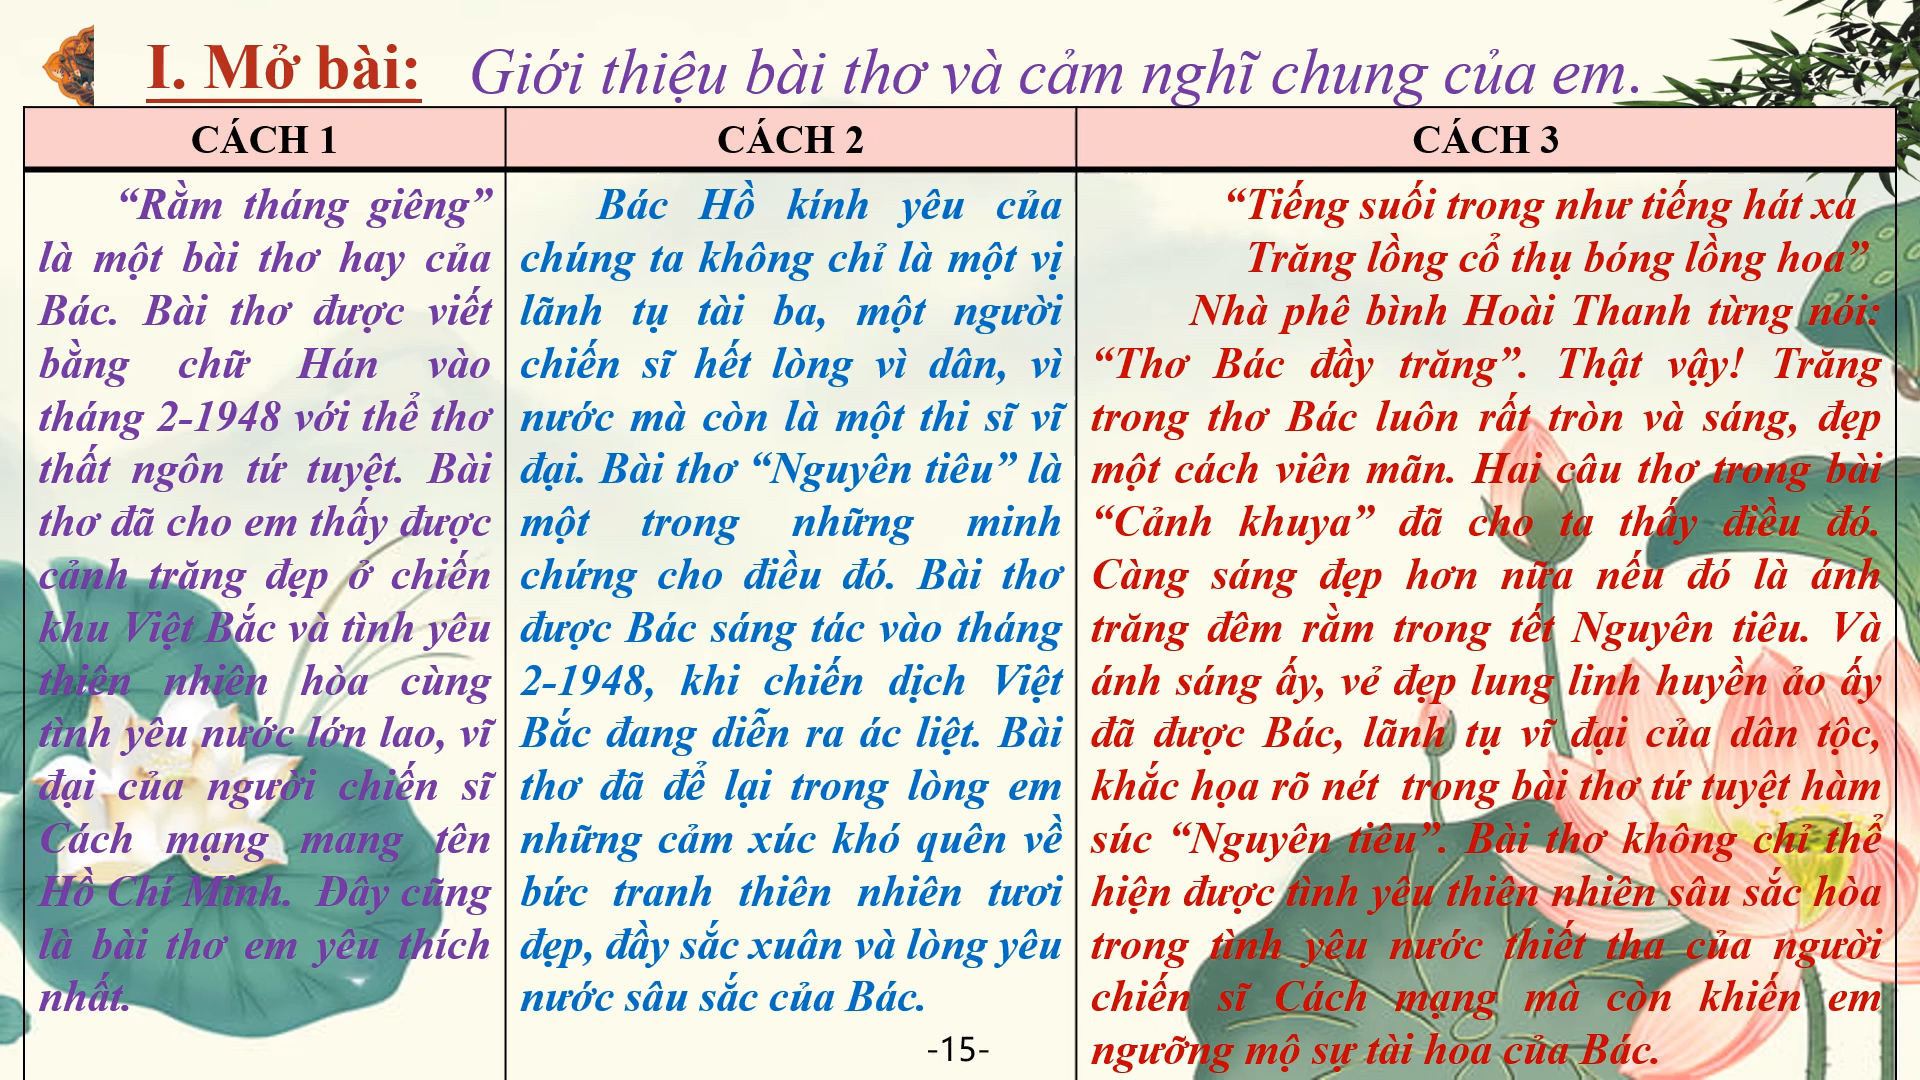 I. Mở bài: Giới thiệu bài thơ và cảm nghĩ chung của em.
CÁCH 1
“Rằm tháng giêng”
là một bài thơ hay của
Bác. Bài thơ được viết
bằng chữ Hán vào
tháng 2-1948 với thể thơ
thất ngôn tứ tuyệt. Bài
thơ đã cho em thấy được
cảnh trăng đẹp ở chiến
khu Việt Bắc và tình yêu
thiên nhiên hòa cùng
tình yêu nước lớn lao, vĩ
đại của người chiến sĩ
Cách mạng mang tên
Hồ Chí Minh. Đây cũng
là bài thơ em yêu thích
nhất.
CÁCH 2
Bác Hồ kính yêu của
chúng ta không chỉ là một vị
lãnh tụ tài ba, một người
chiến sĩ hết lòng vì dân, vì
nước mà còn là một thi sĩ vĩ
đại. Bài thơ “Nguyên tiêu” là
một trong những minh
chứng cho điều đó. Bài thơ
được Bác sáng tác vào tháng
2-1948, khi chiến dịch Việt
Bắc đang diễn ra ác liệt. Bài
thơ đã để lại trong lòng em
những cảm xúc khó quên về
bức tranh thiên nhiên tươi
đẹp, đầy sắc xuân và lòng yêu
nước sâu sắc của Bác.
CÁCH 3
“Tiếng suối trong như tiếng hát xa
Trăng lồng cổ thụ bóng lồng hoa”
Nhà phê bình Hoài Thanh từng nói:
“Thơ Bác đầy trăng”. Thật vậy! Trăng
trong thơ Bác luôn rất tròn và sáng, đẹp
một cách viên mãn. Hai câu thơ trong bài
“Cảnh khuya” đã cho ta thấy điều đó.
Càng sáng đẹp hơn nữa nếu đó là ánh
trăng đêm rằm trong tết Nguyên tiêu. Và
ánh sáng ấy, vẻ đẹp lung linh huyền ảo ấy
đã được Bác, lãnh tụ vĩ đại của dân tộc,
khắc họa rõ nét trong bài thơ tứ tuyệt hàm
súc “Nguyên tiêu”. Bài thơ không chỉ thể
hiện được tình yêu thiên nhiên sâu sắc hòa
trong tình yêu nước thiết tha của người
chiến sĩ Cách mạng mà còn khiến em
ngưỡng mộ sự tài hoa của Bác.
-15-